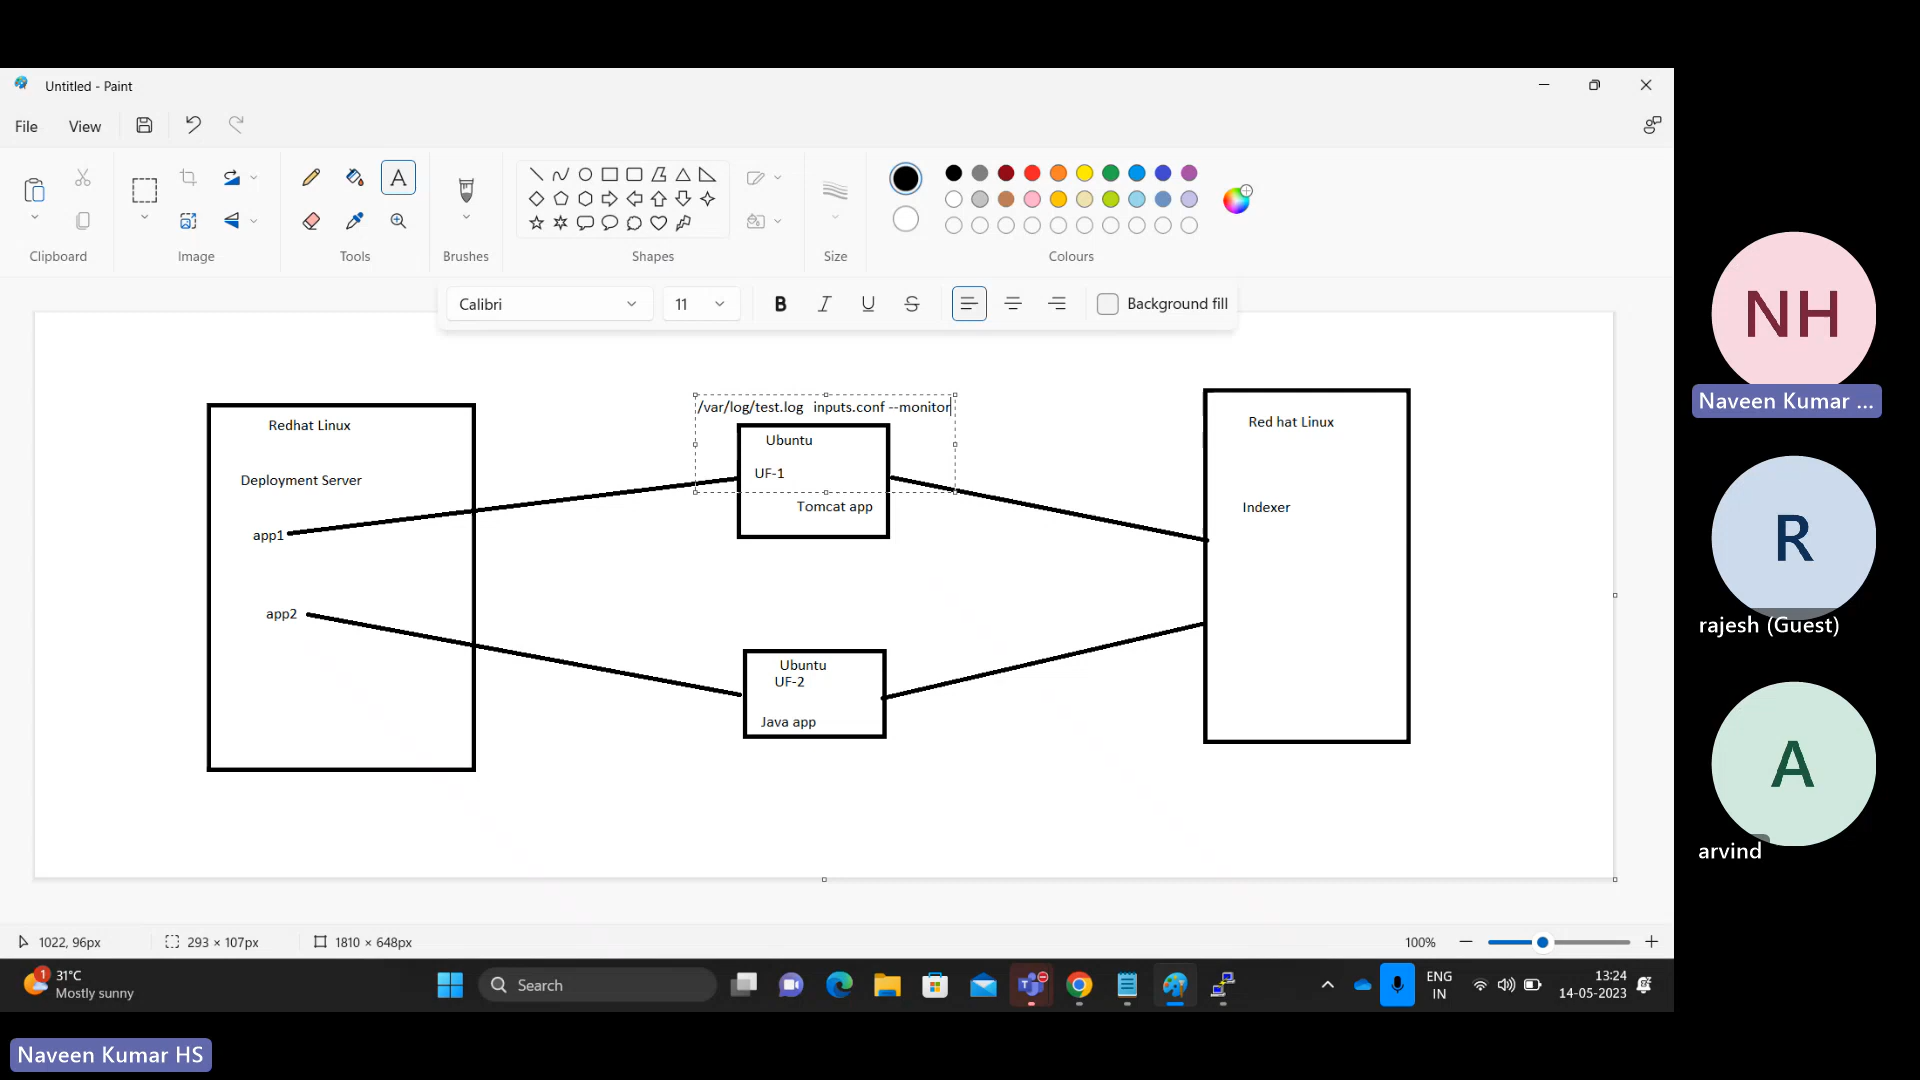 Untitled - Paint
File
View
Clipboard
Image
Tools
Brushes
Shapes
Size
Colours
Calibri
11
B
I
U
S
Background fill
/var/log/test.log inputs.conf --monitor
Redhat Linux
Deployment Server
app1
app2
Ubuntu
UF-1
Tomcat app
Ubuntu
UF-2
Java app
Red hat Linux
Indexer
1022, 96px
293 × 107px
1810 × 648px
100%
1
31°C
Mostly sunny
Search
ENG
IN
13:24
14-05-2023
NH
Naveen Kumar ...
R
rajesh (Guest)
A
arvind
Naveen Kumar HS